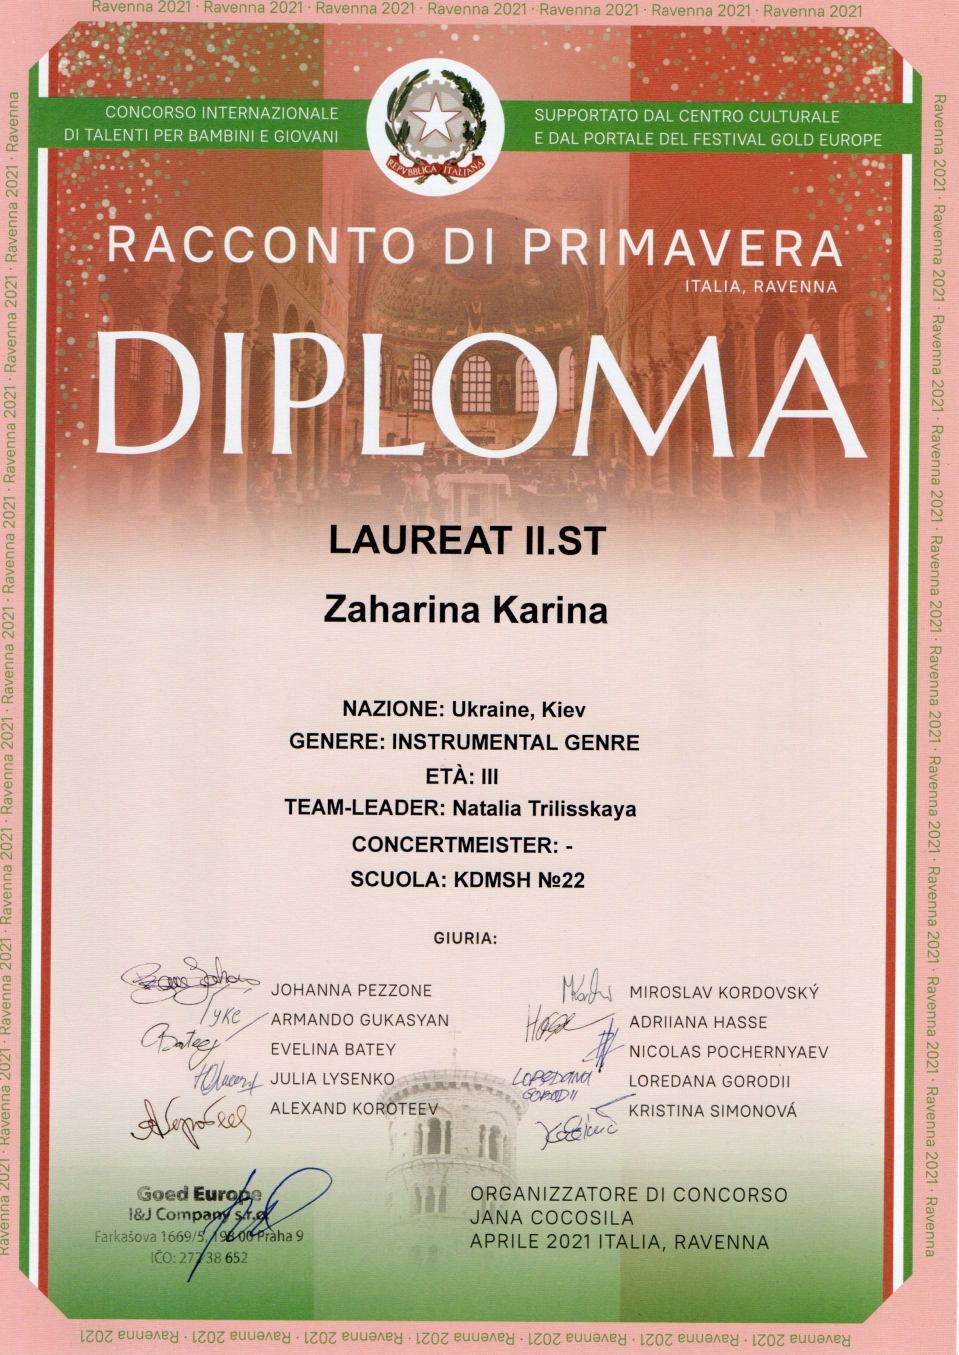 Ravenna 2021 · Ravenna 2021 · Ravenna 2021 · Ravenna 2021 · Ravenna 2021 · Ravenna 2021 · Ravenna 2021
CONCORSO INTERNAZIONALE
DI TALENTI PER BAMBINI E GIOVANI
REPVBBLICA ITALIANA
SUPPORTATO DAL CENTRO CULTURALE
E DAL PORTALE DEL FESTIVAL GOLD EUROPE
RACCONTO DI PRIMAVERA
ITALIA, RAVENNA
DIPLOMA
LAUREAT II.ST
Zaharina Karina
NAZIONE: Ukraine, Kiev
GENERE: INSTRUMENTAL GENRE
ETÀ: III
TEAM-LEADER: Natalia Trilisskaya
CONCERTMEISTER: -
SCUOLA: KDMSH №22
GIURIA:
JOHANNA PEZZONE
ARMANDO GUKASYAN
EVELINA BATEY
JULIA LYSENKO
ALEXAND KOROTEEV
MIROSLAV KORDOVSKÝ
ADRIIANA HASSE
NICOLAS POCHERNYAEV
LOREDANA GORODII
KRISTINA SIMONOVÁ
Batey
LOREDANA
GORODII
Goed Europe
I&J Company s.r.o.
Farkašova 1669/5, 198 00 Praha 9
IČO: 272 38 652
ORGANIZZATORE DI CONCORSO
JANA COCOSILA
APRILE 2021 ITALIA, RAVENNA
Ravenna 2021 · Ravenna 2021 · Ravenna 2021 · Ravenna 2021 · Ravenna 2021 · Ravenna 2021 · Ravenna 2021